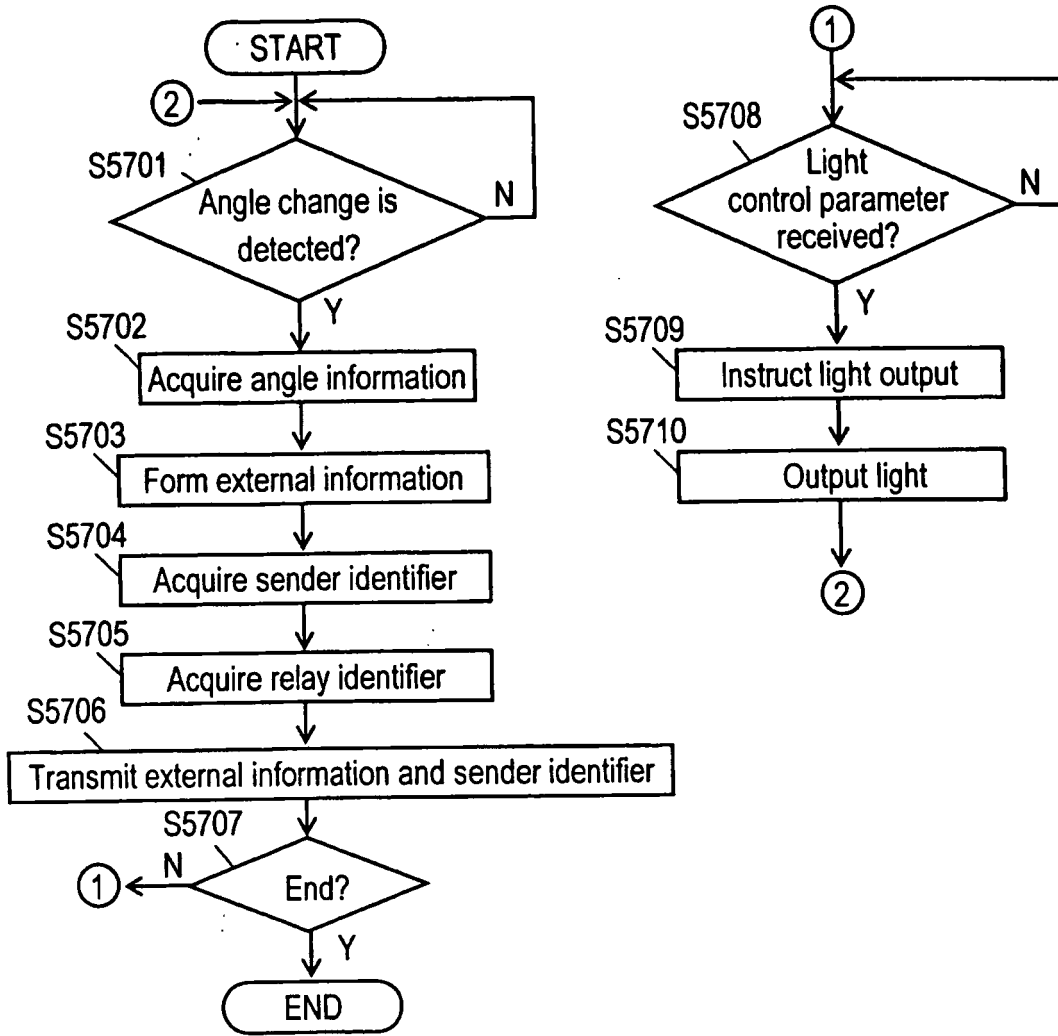 START
2
S5701
Angle change is
detected?
N
Y
S5702
Acquire angle information
S5703
Form external information
S5704
Acquire sender identifier
S5705
Acquire relay identifier
S5706
Transmit external information and sender identifier
S5707
N
1
End?
Y
END
1
S5708
Light
control parameter
received?
N
Y
S5709
Instruct light output
S5710
Output light
2